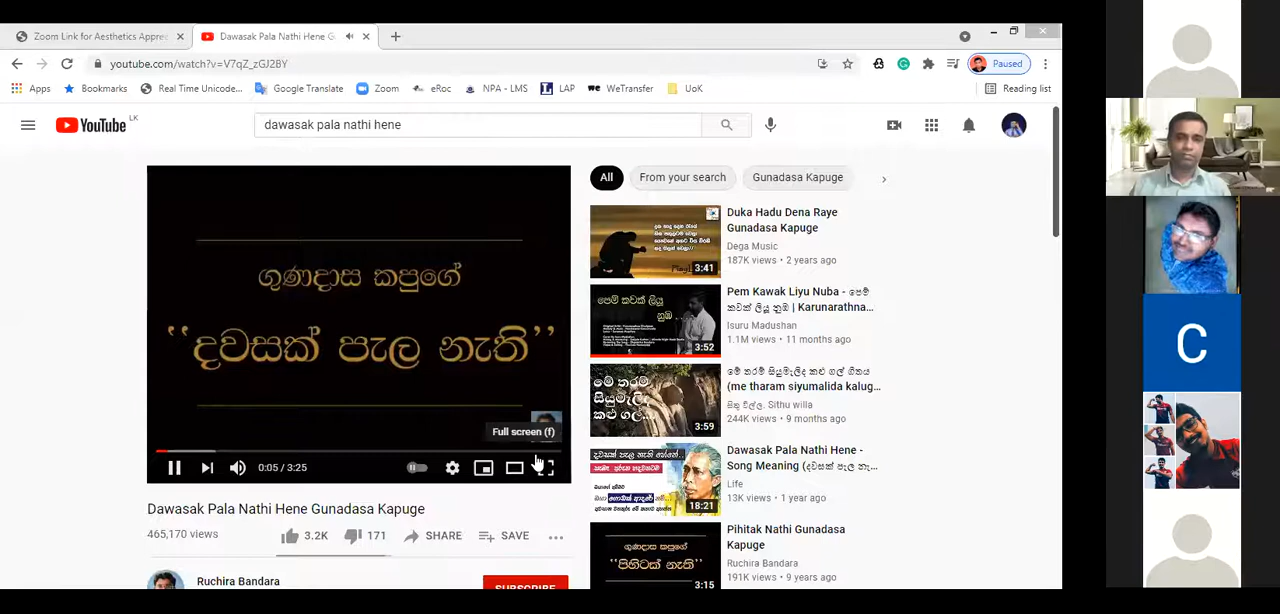 Zoom Link for Aesthetics Apprec
Dawasak Pala Nathi Hene G
youtube.com/watch?v=V7qZ_zGJ2BY
Paused
Apps
Bookmarks
Real Time Unicode...
Google Translate
Zoom
eRoc
NPA - LMS
LAP
WeTransfer
UoK
Reading list
YouTube LK
dawasak pala nathi hene
ගුණදාස කපුගේ
‘‘දවසක් පැල නැති’’
Full screen (f)
0:05 / 3:25
Dawasak Pala Nathi Hene Gunadasa Kapuge
465,170 views
3.2K
171
SHARE
SAVE
Ruchira Bandara
SUBSCRIBE
All
From your search
Gunadasa Kapuge
3:41
Duka Hadu Dena Raye
Gunadasa Kapuge
Dega Music
187K views • 2 years ago
පෙම් කවක් ලියූ
නුඹ
3:52
Pem Kawak Liyu Nuba - පෙම්
කවක් ලියූ නුඹ | Karunarathna...
Isuru Madushan
1.1M views • 11 months ago
මේ තරම්
සියුමැලිද
කළු ගල්
3:59
මේ තරම් සියුමැලිද කළු ගල් ගීතය
(me tharam siyumalida kalug...
සිතු විල්ල. Sithu willa
244K views • 9 months ago
18:21
Dawasak Pala Nathi Hene -
Song Meaning (දවසක් පැල නැ...
Life
13K views • 1 year ago
ගුණදාස කපුගේ
‘‘පිහිටක් නැති’’
3:15
Pihitak Nathi Gunadasa
Kapuge
Ruchira Bandara
191K views • 9 years ago
C